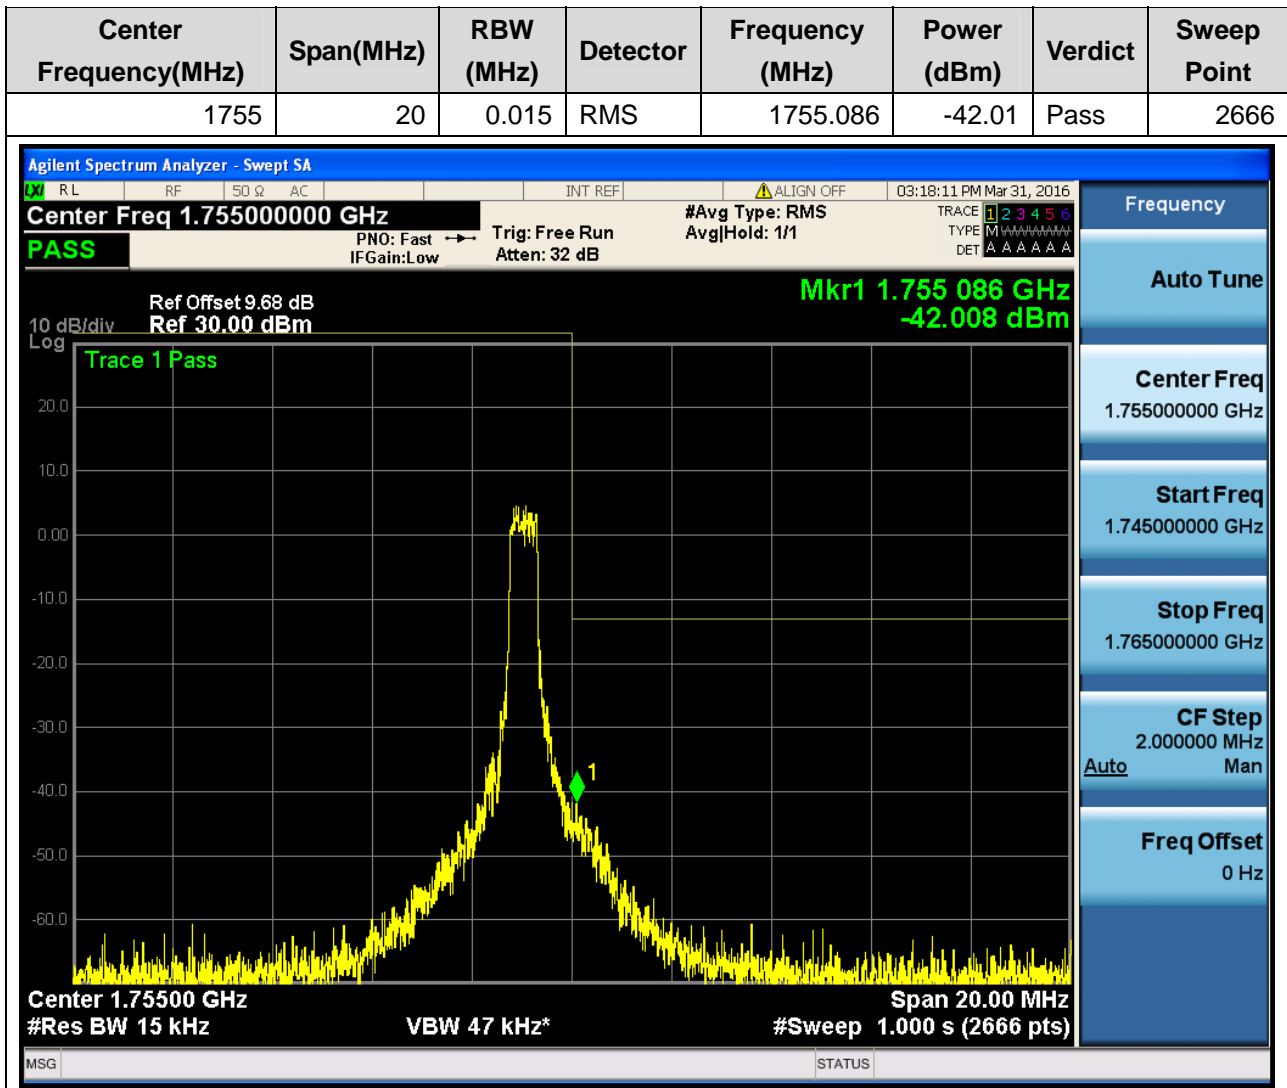 Center Frequency(MHz) Span(MHz) RBW (MHz) Detector Frequency (MHz) Power (dBm) Verdict Sweep Point
1755 20 0.015 RMS 1755.086 -42.01 Pass 2666
Agilent Spectrum Analyzer - Swept SA
LXI RL RF 50 Ω AC INT REF ALIGN OFF 03:18:11 PM Mar 31, 2016
Center Freq 1.755000000 GHz
PASS
PNO: Fast
IFGain:Low
Trig: Free Run
Atten: 32 dB
#Avg Type: RMS
Avg|Hold: 1/1
TRACE 1 2 3 4 5 6
TYPE M WWWWW
DET A A A A A A
Mkr1 1.755 086 GHz
-42.008 dBm
Ref Offset 9.68 dB
10 dB/div Ref 30.00 dBm
Log
Trace 1 Pass
20.0
10.0
0.00
-10.0
-20.0
-30.0
1
-40.0
-50.0
-60.0
Center 1.75500 GHz Span 20.00 MHz
#Res BW 15 kHz VBW 47 kHz* #Sweep 1.000 s (2666 pts)
MSG STATUS
Frequency
Auto Tune
Center Freq
1.755000000 GHz
Start Freq
1.745000000 GHz
Stop Freq
1.765000000 GHz
CF Step
2.000000 MHz
Auto Man
Freq Offset
0 Hz